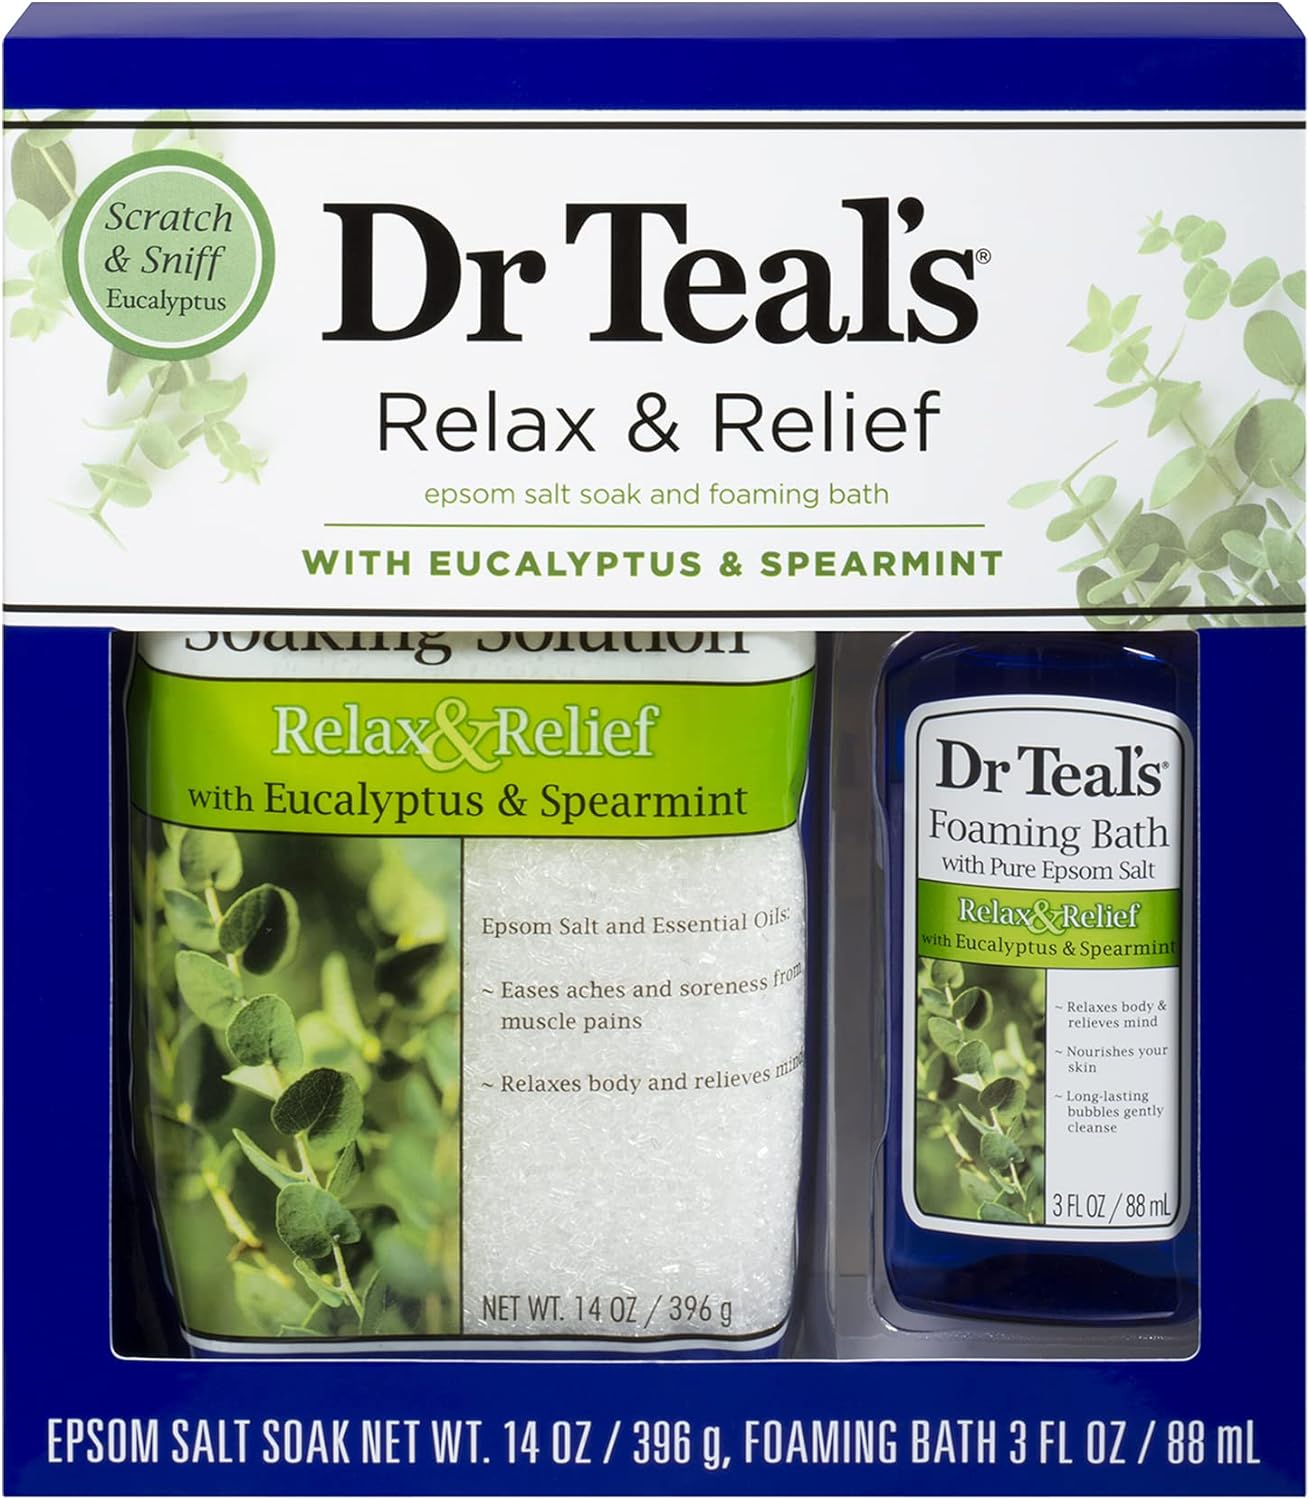 Scratch
& Sniff
Eucalyptus
Dr Teal's®
Relax & Relief
epsom salt soak and foaming bath
WITH EUCALYPTUS & SPEARMINT
Soaking Solution
Relax&Relief
with Eucalyptus & Spearmint
Epsom Salt and Essential Oils:
~ Eases aches and soreness from
muscle pains
~ Relaxes body and relieves mind
NET WT. 14 OZ / 396 g
Dr Teal's®
Foaming Bath
with Pure Epsom Salt
Relax&Relief
with Eucalyptus & Spearmint
~ Relaxes body &
relieves mind
~ Nourishes your
skin
~ Long-lasting
bubbles gently
cleanse
3 FL OZ / 88 mL
EPSOM SALT SOAK NET WT. 14 OZ / 396 g, FOAMING BATH 3 FL OZ / 88 mL